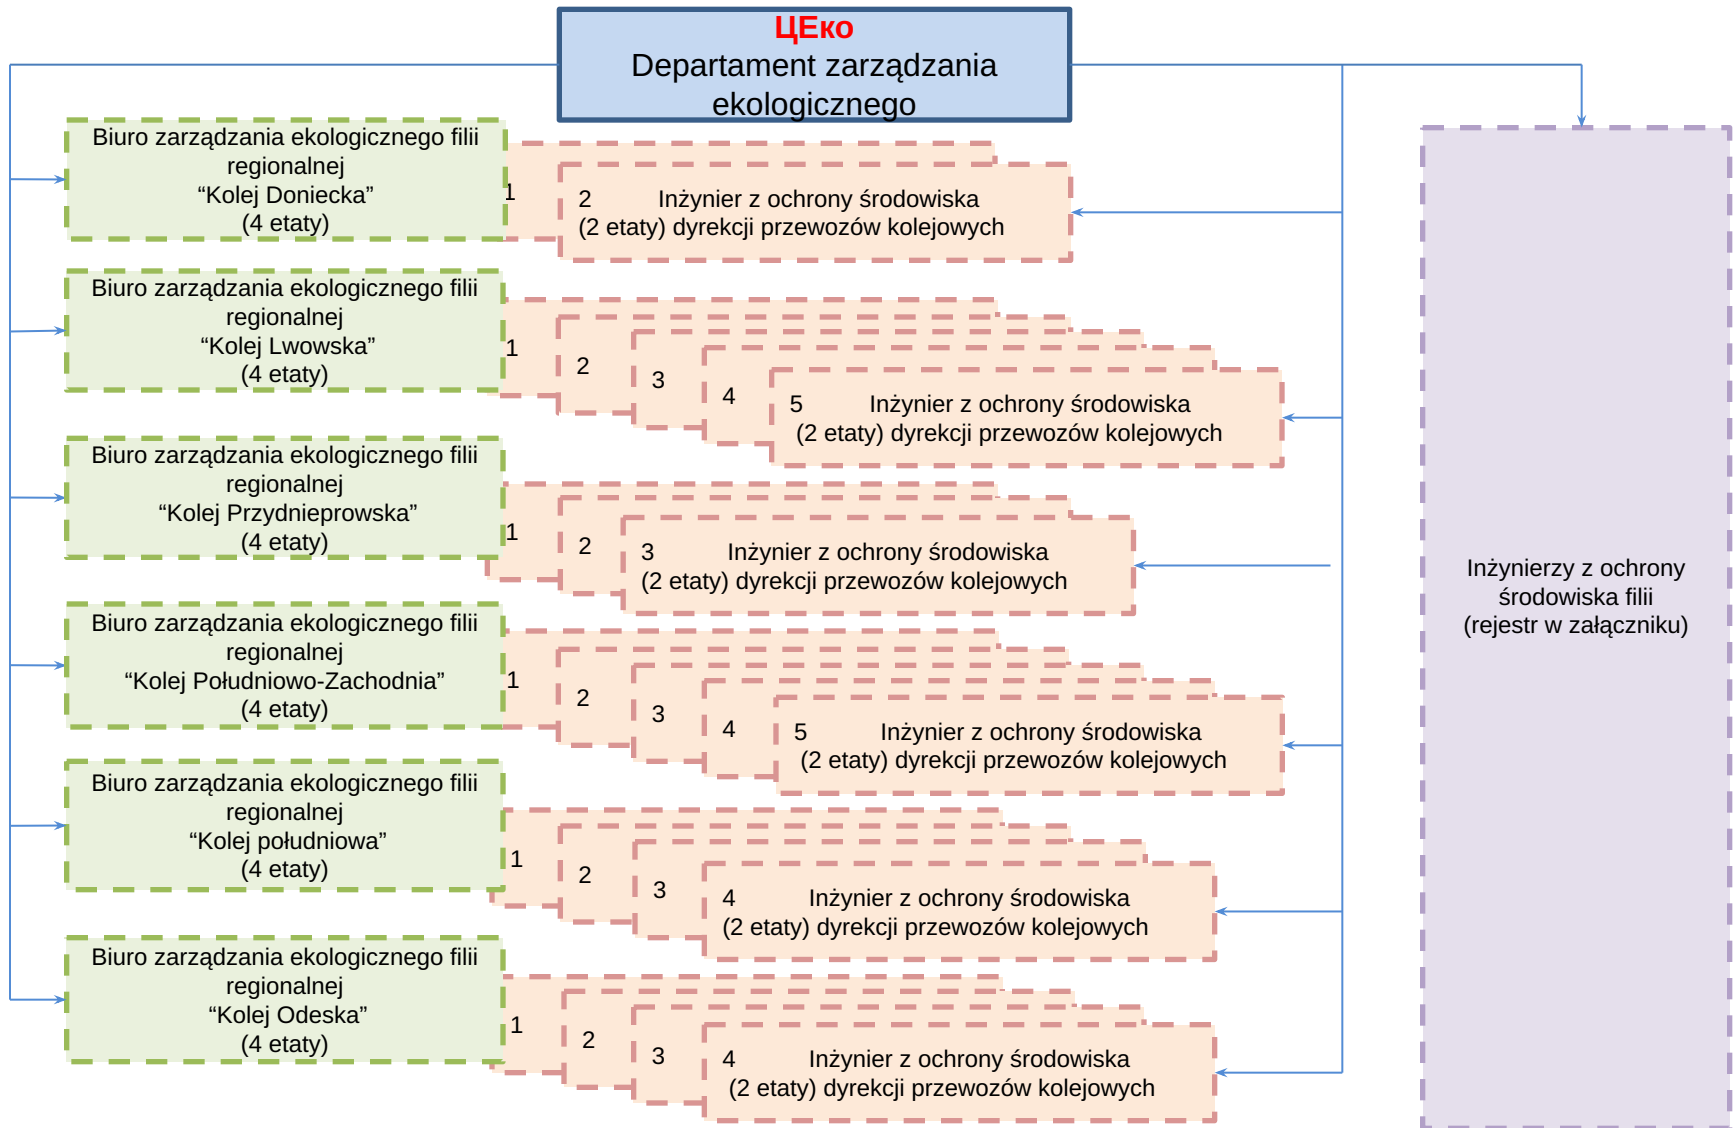 ЦЕко
Departament zarządzania
ekologicznego
Biuro zarządzania ekologicznego filii
regionalnej
“Kolej Doniecka”
(4 etaty)
1
2 Inżynier z ochrony środowiska
(2 etaty) dyrekcji przewozów kolejowych
Biuro zarządzania ekologicznego filii
regionalnej
“Kolej Lwowska”
(4 etaty)
1
2
3
4
5 Inżynier z ochrony środowiska
(2 etaty) dyrekcji przewozów kolejowych
Biuro zarządzania ekologicznego filii
regionalnej
“Kolej Przydnieprowska”
(4 etaty)
1
2
3 Inżynier z ochrony środowiska
(2 etaty) dyrekcji przewozów kolejowych
Biuro zarządzania ekologicznego filii
regionalnej
“Kolej Południowo-Zachodnia”
(4 etaty)
1
2
3
4
5 Inżynier z ochrony środowiska
(2 etaty) dyrekcji przewozów kolejowych
Biuro zarządzania ekologicznego filii
regionalnej
“Kolej południowa”
(4 etaty)
1
2
3
4 Inżynier z ochrony środowiska
(2 etaty) dyrekcji przewozów kolejowych
Biuro zarządzania ekologicznego filii
regionalnej
“Kolej Odeska”
(4 etaty)
1
2
3
4 Inżynier z ochrony środowiska
(2 etaty) dyrekcji przewozów kolejowych
Inżynierzy z ochrony
środowiska filii
(rejestr w załączniku)